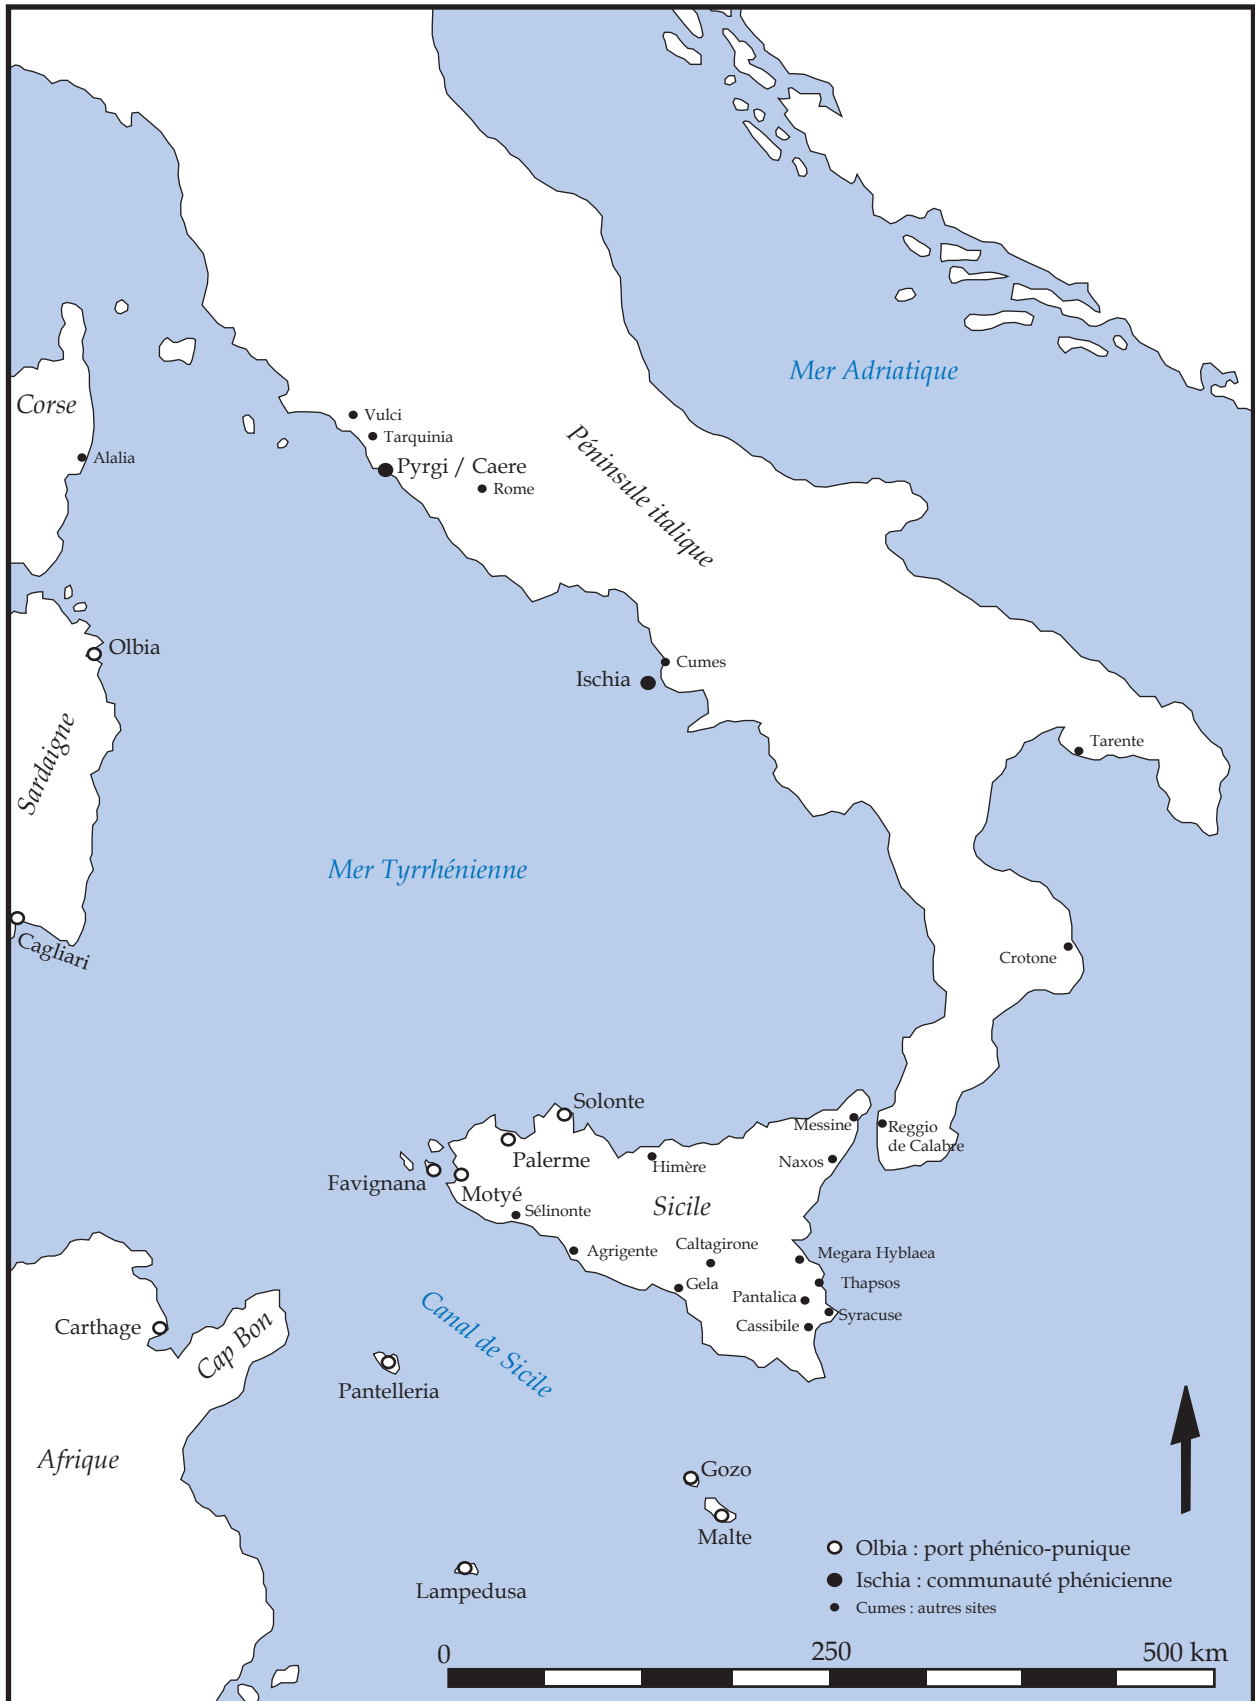 Mer Adriatique
Corse
Vulci
Tarquinia
Alalia
Pyrgi / Caere
Rome
Péninsule italique
Olbia
Cumes
Ischia
Sardaigne
Tarente
Mer Tyrrhénienne
Cagliari
Crotone
Solonte
Messine
Reggio
de Calabre
Palerme
Himère
Naxos
Favignana
Motyé
Sicile
Sélinonte
Agrigente
Caltagirone
Megara Hyblaea
Gela
Thapsos
Pantalica
Syracuse
Cassibile
Carthage
Cap Bon
Canal de Sicile
Pantelleria
Afrique
Gozo
Malte
Lampedusa
Olbia : port phénico-punique
Ischia : communauté phénicienne
Cumes : autres sites
0 250 500 km